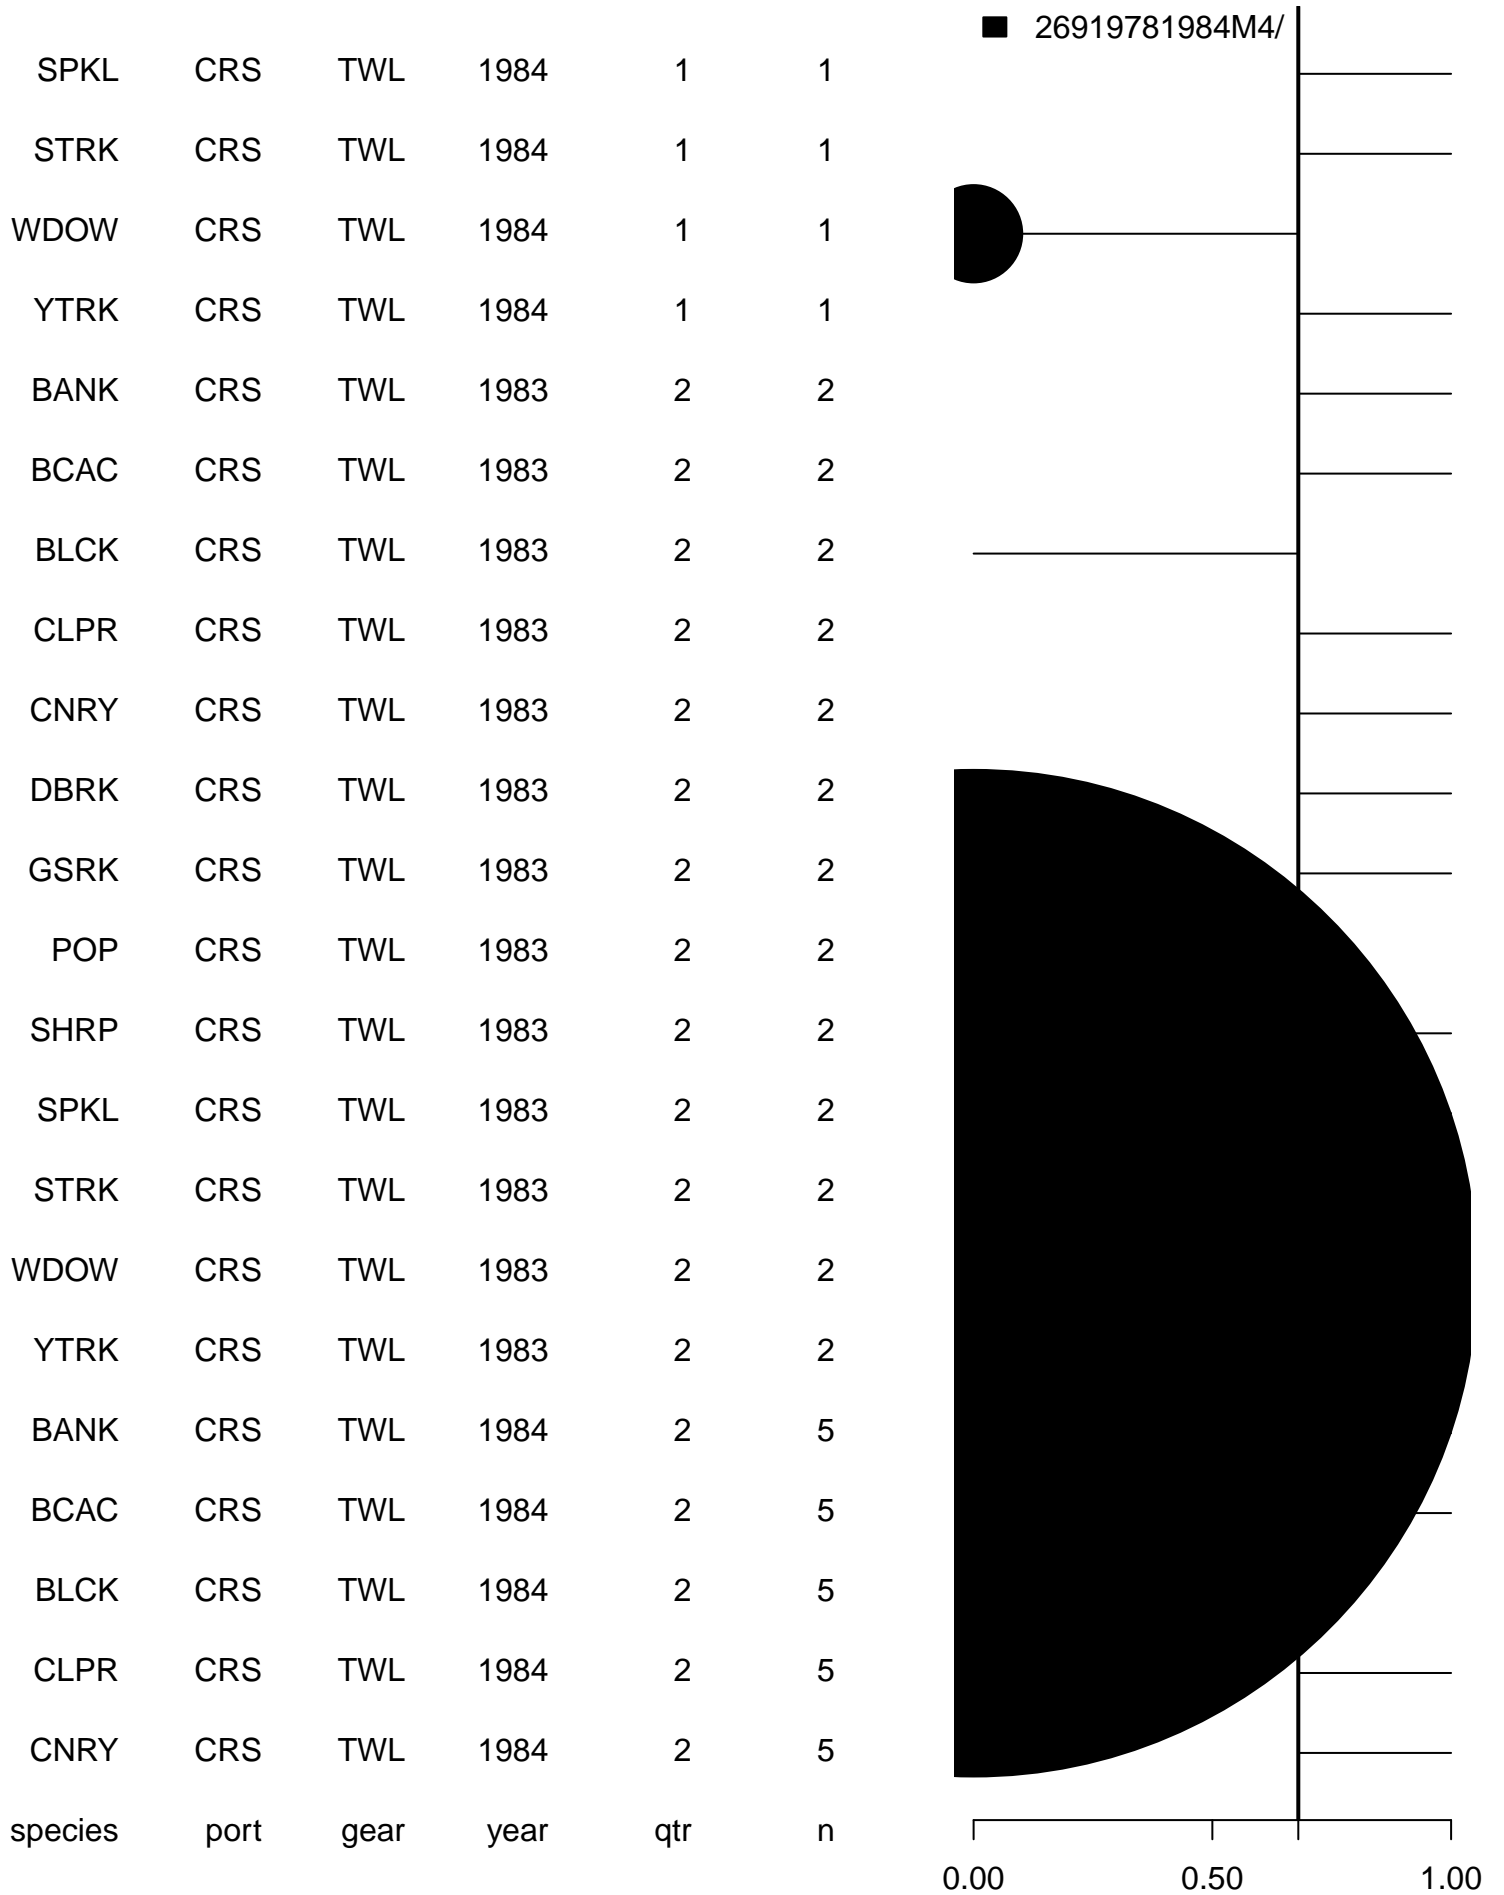 26919781984M4/
SPKL CRS TWL 1984 1 1
STRK CRS TWL 1984 1 1
WDOW CRS TWL 1984 1 1
YTRK CRS TWL 1984 1 1
BANK CRS TWL 1983 2 2
BCAC CRS TWL 1983 2 2
BLCK CRS TWL 1983 2 2
CLPR CRS TWL 1983 2 2
CNRY CRS TWL 1983 2 2
DBRK CRS TWL 1983 2 2
GSRK CRS TWL 1983 2 2
POP CRS TWL 1983 2 2
SHRP CRS TWL 1983 2 2
SPKL CRS TWL 1983 2 2
STRK CRS TWL 1983 2 2
WDOW CRS TWL 1983 2 2
YTRK CRS TWL 1983 2 2
BANK CRS TWL 1984 2 5
BCAC CRS TWL 1984 2 5
BLCK CRS TWL 1984 2 5
CLPR CRS TWL 1984 2 5
CNRY CRS TWL 1984 2 5
species port gear year qtr n
0.00 0.50 1.00